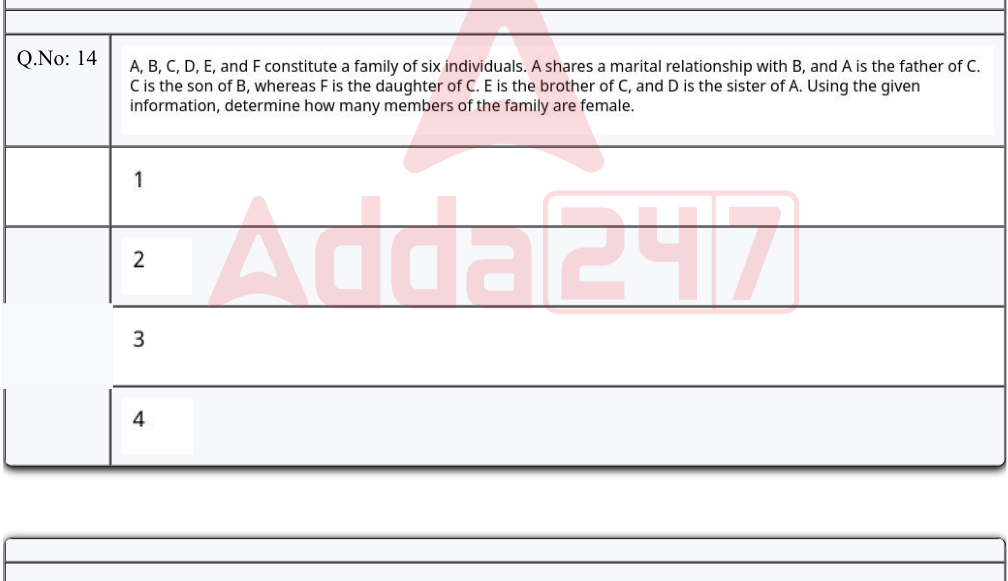 Q.No: 14
A, B, C, D, E, and F constitute a family of six individuals. A shares a marital relationship with B, and A is the father of C.
C is the son of B, whereas F is the daughter of C. E is the brother of C, and D is the sister of A. Using the given
information, determine how many members of the family are female.
1
2
Adda247
3
4